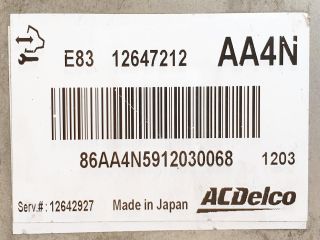 E83 12647212 AA4N
86AA4N5912030068 1203
Serv.#: 12642927 Made in Japan ACDelco